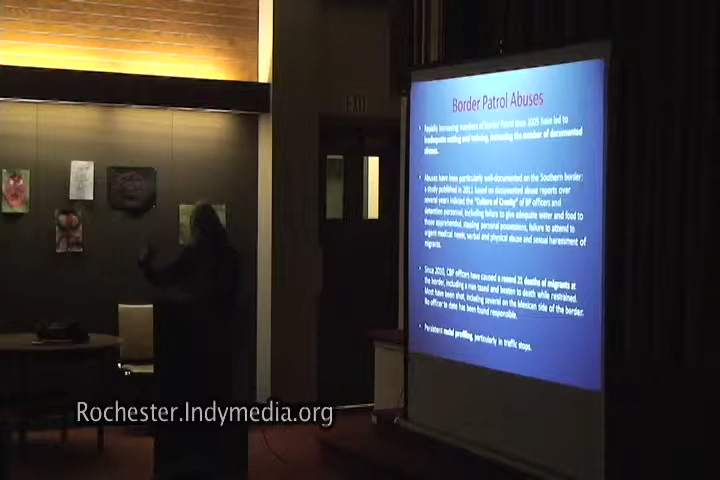 EXIT
Border Patrol Abuses
• Rapidly increasing numbers of Border Patrol since 2005 have led to
inadequate vetting and training, increasing the number of documented
abuses.
• Abuses have been particularly well-documented on the Southern border:
a study published in 2011 based on documented abuse reports over
several years indicted the "Culture of Cruelty" of BP officers and
detention personnel, including failure to give adequate water and food to
those apprehended, stealing personal possessions, failure to attend to
urgent medical needs, verbal and physical abuse and sexual harassment of
migrants.
• Since 2010, CBP officers have caused a record 21 deaths of migrants at
the border, including a man tased and beaten to death while restrained.
Most have been shot, including several on the Mexican side of the border.
No officer to date has been found responsible.
• Persistent racial profiling, particularly in traffic stops.
Rochester.Indymedia.org